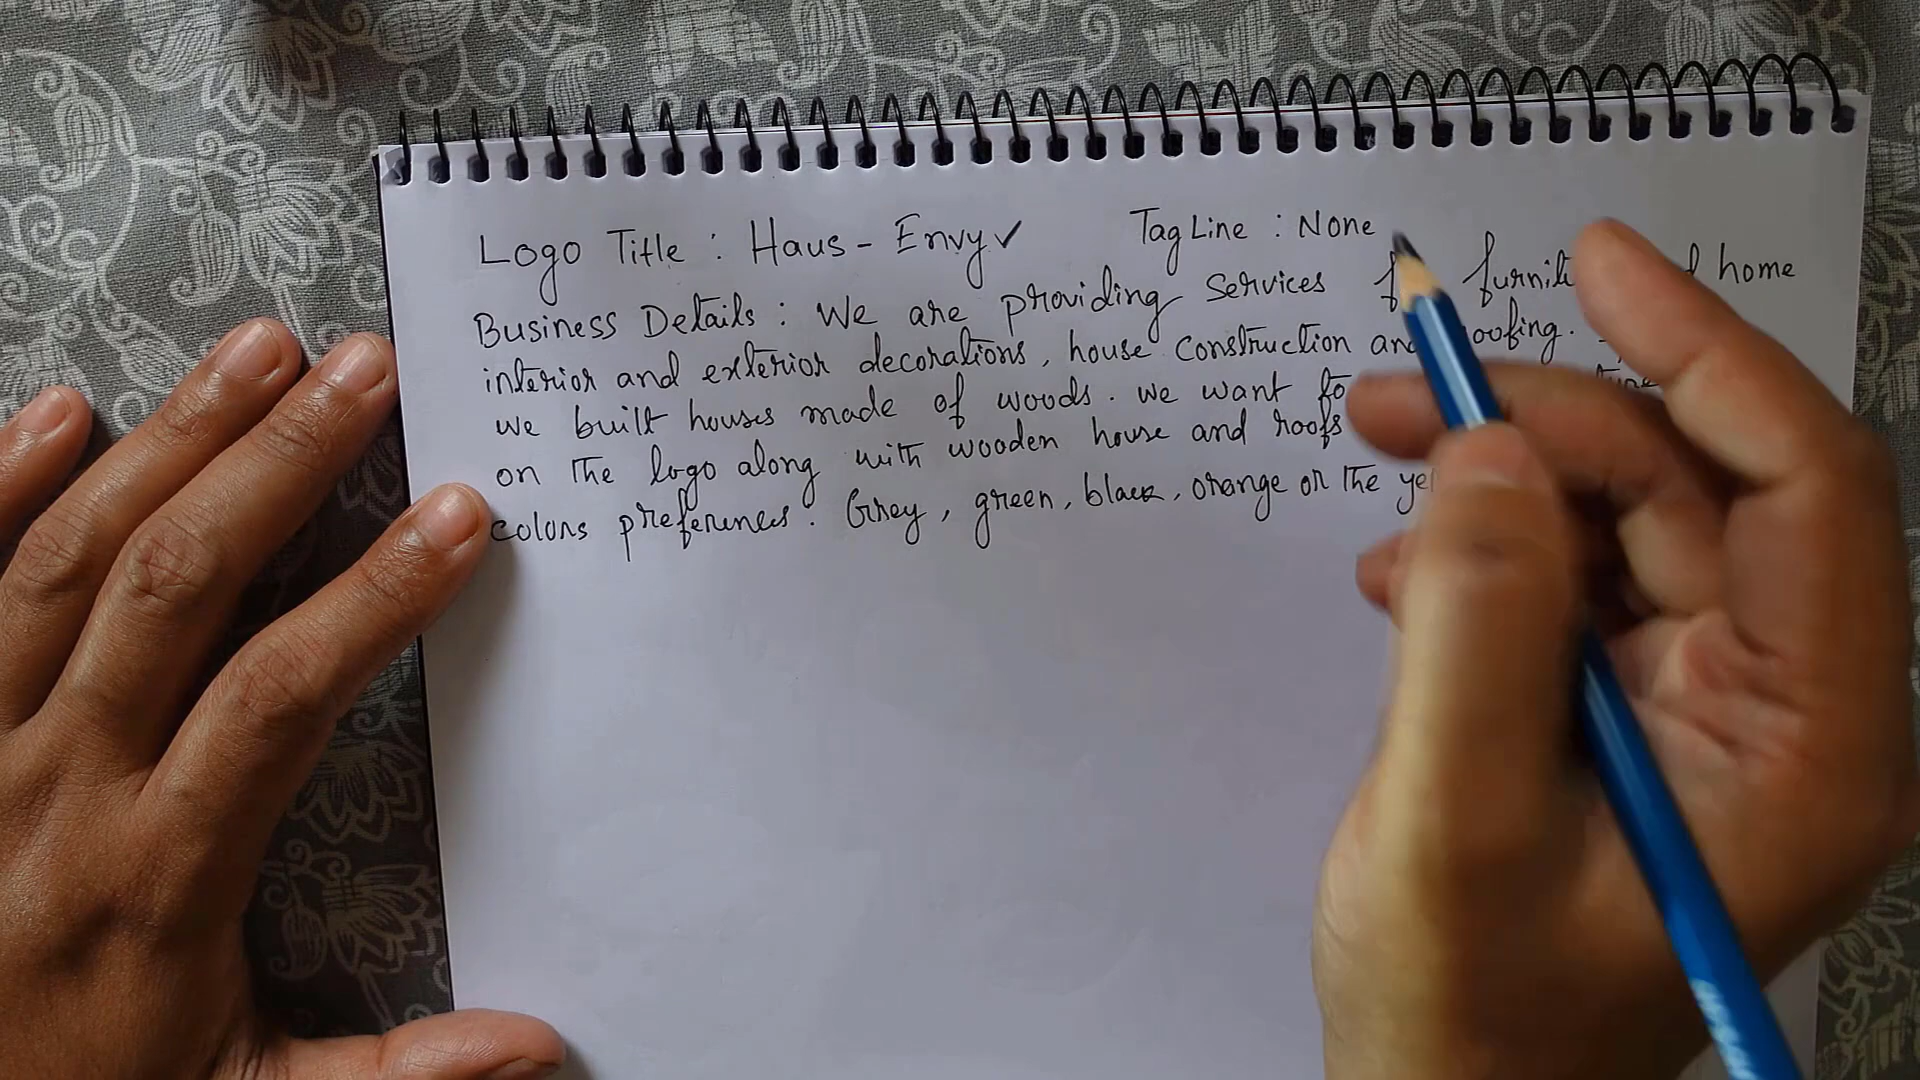 Logo Title : Haus - Envy ✓ Tag Line : None
Business Details : We are providing services home
interior and exterior decorations, house construction and
we built houses made of woods. we want to
on the logo along with wooden house and roofs
colors preferences : Grey, green, black, orange or the